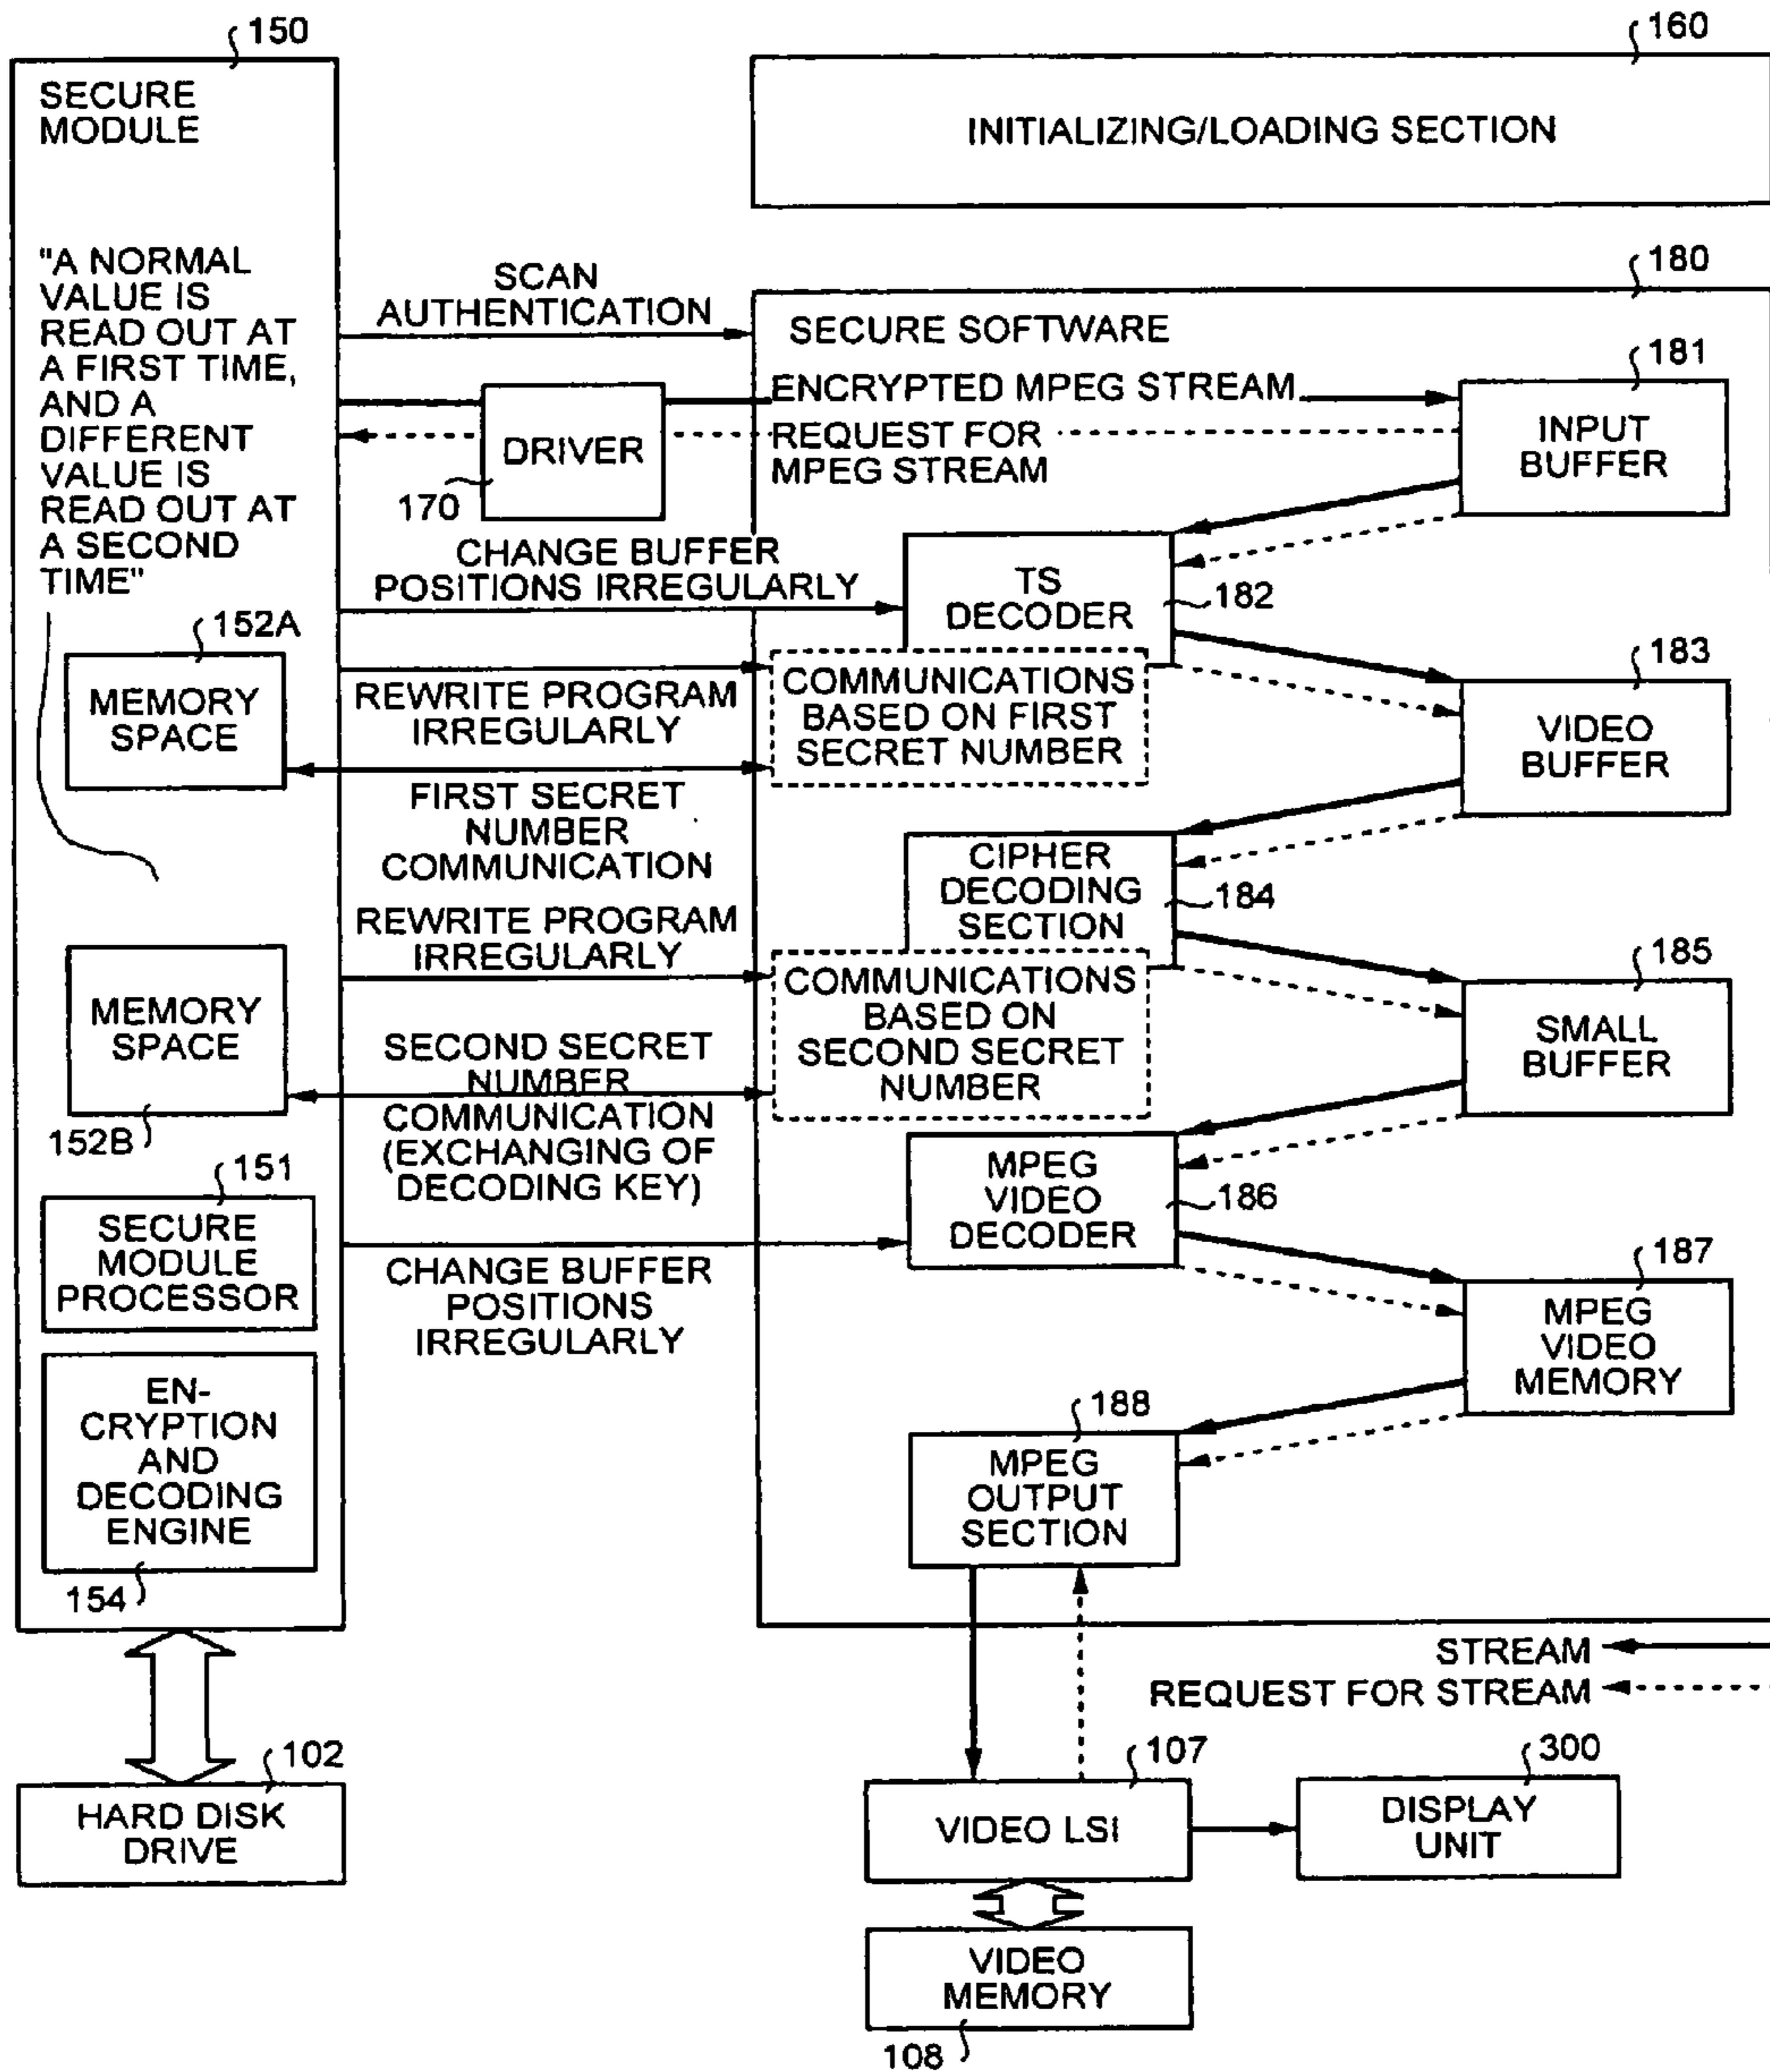 150
SECURE
MODULE
"A NORMAL
VALUE IS
READ OUT AT
A FIRST TIME,
AND A
DIFFERENT
VALUE IS
READ OUT AT
A SECOND
TIME"
152A
MEMORY
SPACE
MEMORY
SPACE
152B
151
SECURE
MODULE
PROCESSOR
EN-
CRYPTION
AND
DECODING
ENGINE
154
102
HARD DISK
DRIVE
SCAN
AUTHENTICATION
DRIVER
170
CHANGE BUFFER
POSITIONS IRREGULARLY
REWRITE PROGRAM
IRREGULARLY
FIRST SECRET
NUMBER
COMMUNICATION
REWRITE PROGRAM
IRREGULARLY
SECOND SECRET
NUMBER
COMMUNICATION
(EXCHANGING OF
DECODING KEY)
CHANGE BUFFER
POSITIONS
IRREGULARLY
160
INITIALIZING/LOADING SECTION
180
SECURE SOFTWARE
ENCRYPTED MPEG STREAM
REQUEST FOR
MPEG STREAM
181
INPUT
BUFFER
TS
DECODER
182
COMMUNICATIONS
BASED ON FIRST
SECRET NUMBER
183
VIDEO
BUFFER
CIPHER
DECODING
SECTION
184
COMMUNICATIONS
BASED ON
SECOND SECRET
NUMBER
185
SMALL
BUFFER
MPEG
VIDEO
DECODER
186
187
MPEG
VIDEO
MEMORY
188
MPEG
OUTPUT
SECTION
STREAM
REQUEST FOR STREAM
107
VIDEO LSI
300
DISPLAY
UNIT
VIDEO
MEMORY
108